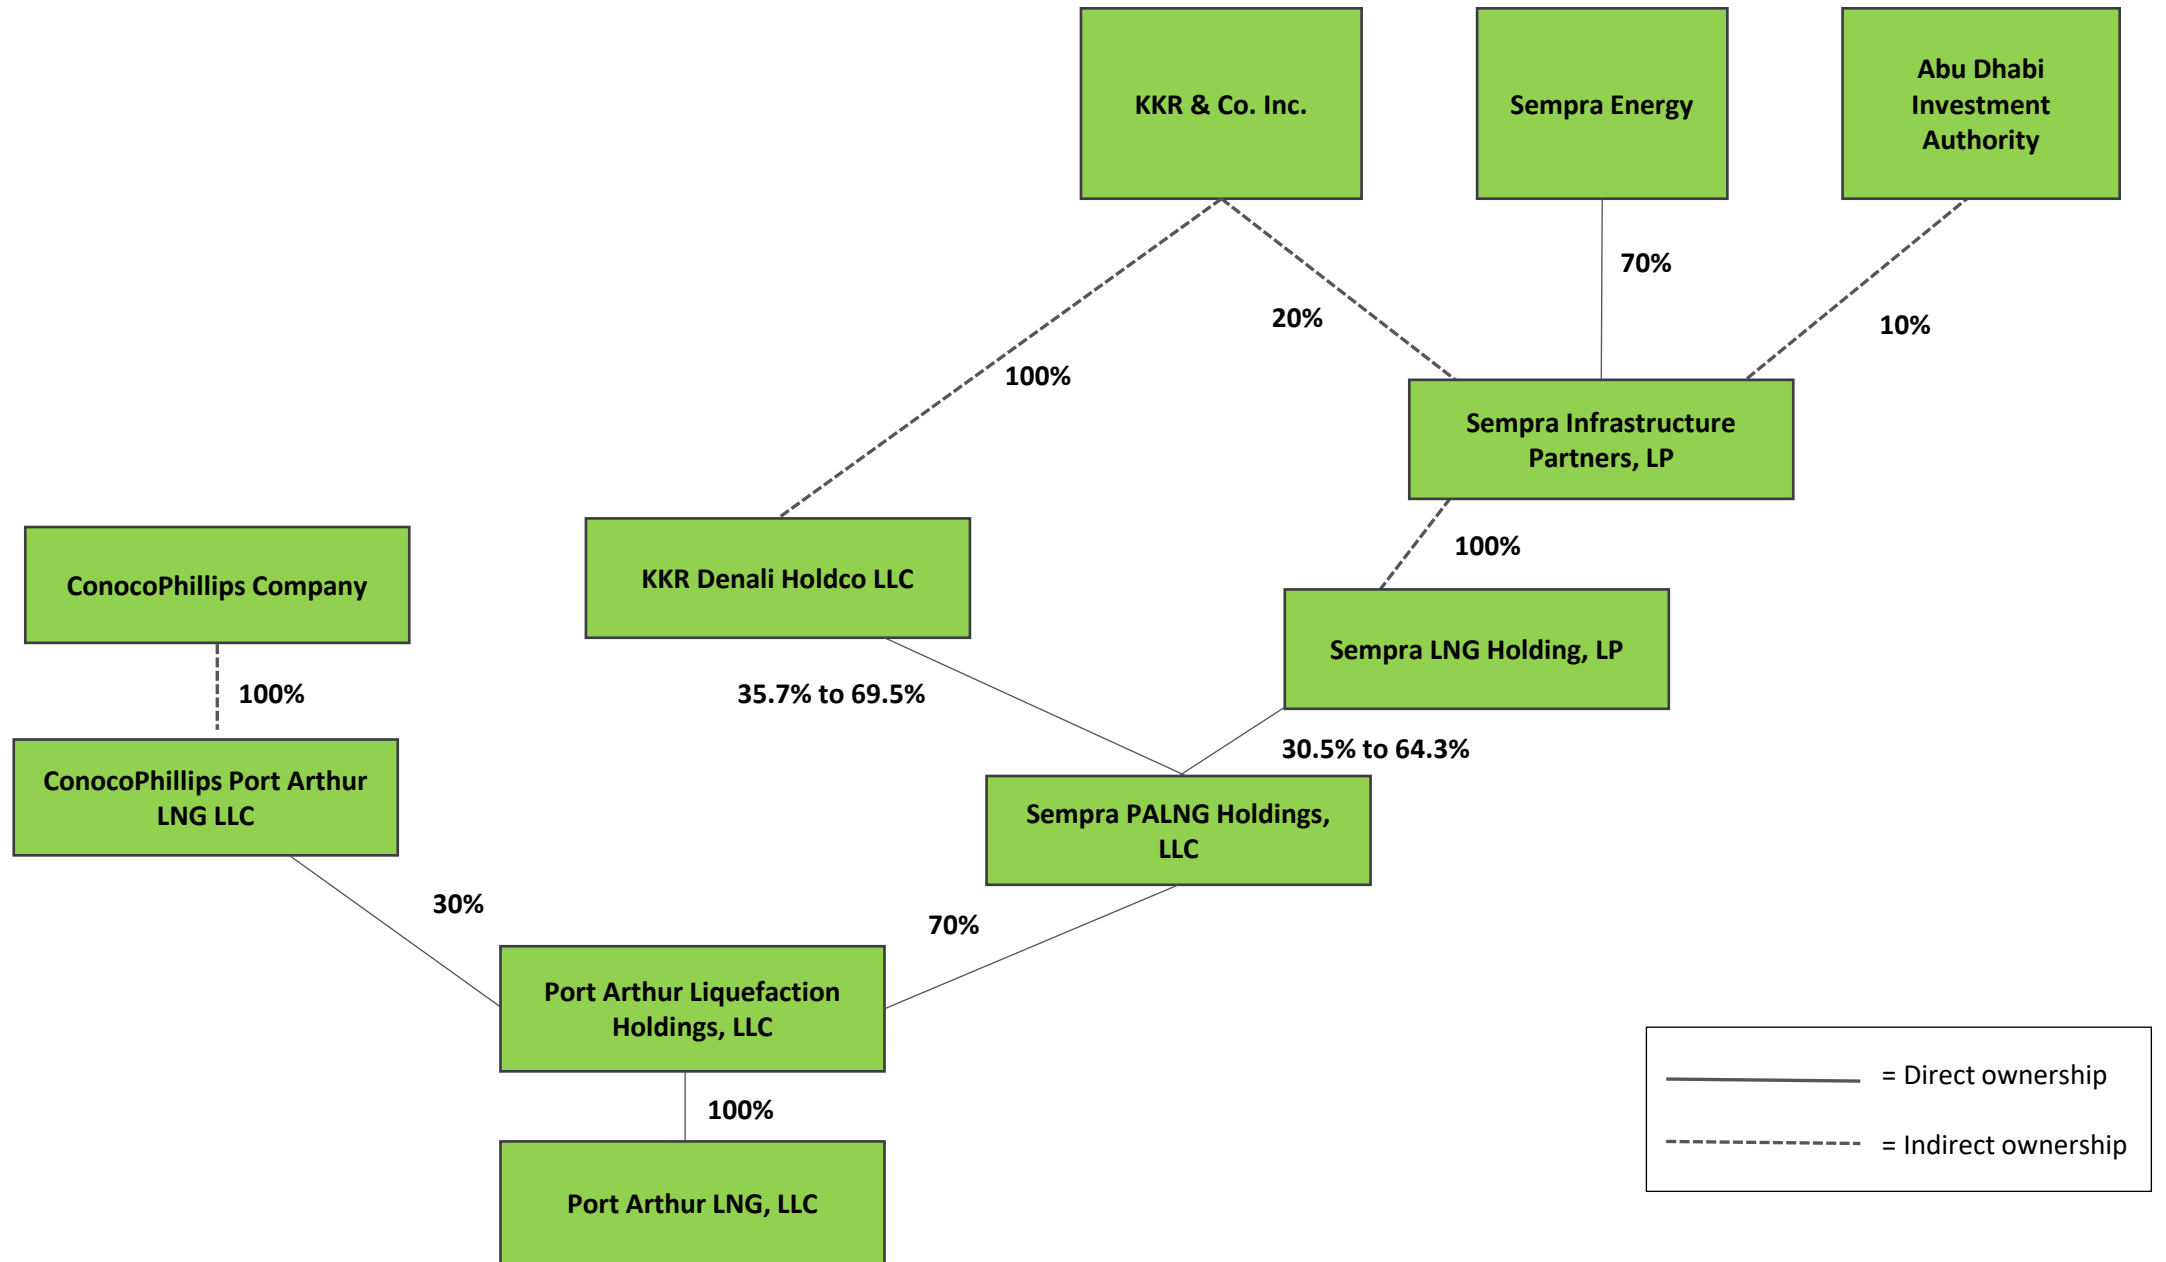 KKR & Co. Inc.
Sempra Energy
Abu Dhabi
Investment
Authority
70%
20%
10%
100%
Sempra Infrastructure
Partners, LP
100%
KKR Denali Holdco LLC
ConocoPhillips Company
Sempra LNG Holding, LP
100%
35.7% to 69.5%
30.5% to 64.3%
ConocoPhillips Port Arthur
LNG LLC
Sempra PALNG Holdings,
LLC
30%
70%
Port Arthur Liquefaction
Holdings, LLC
100%
Port Arthur LNG, LLC
= Direct ownership
= Indirect ownership